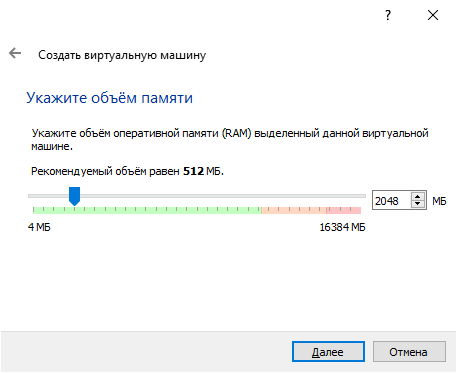 ?
Создать виртуальную машину
Укажите объём памяти
Укажите объём оперативной памяти (RAM) выделенный данной виртуальной
машине.
Рекомендуемый объём равен 512 МБ.
2048 МБ
4 МБ 16384 МБ
Далее Отмена